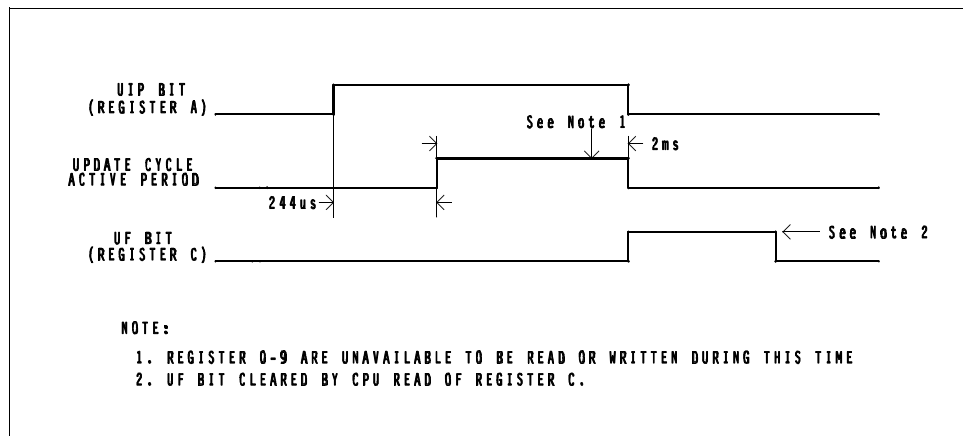 UIP BIT
(REGISTER A)
See Note 1
2ms
UPDATE CYCLE
ACTIVE PERIOD
244us
UF BIT
(REGISTER C)
See Note 2
NOTE:
1. REGISTER 0-9 ARE UNAVAILABLE TO BE READ OR WRITTEN DURING THIS TIME
2. UF BIT CLEARED BY CPU READ OF REGISTER C.